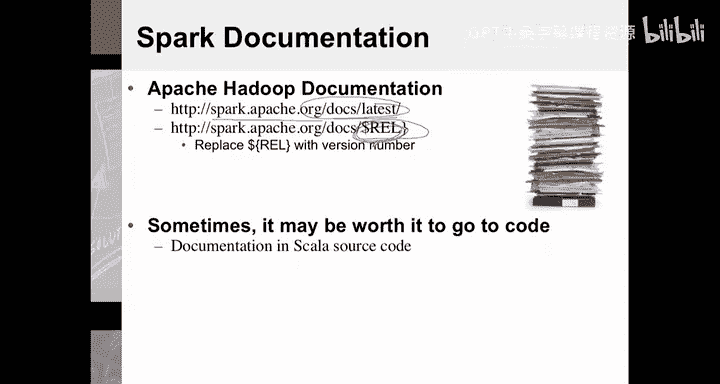 Spark Documentation
bilibili
• Apache Hadoop Documentation
– http://spark.apache.org/docs/latest/
– http://spark.apache.org/docs/$REL}
• Replace ${REL} with version number
• Sometimes, it may be worth it to go to code
– Documentation in Scala source code